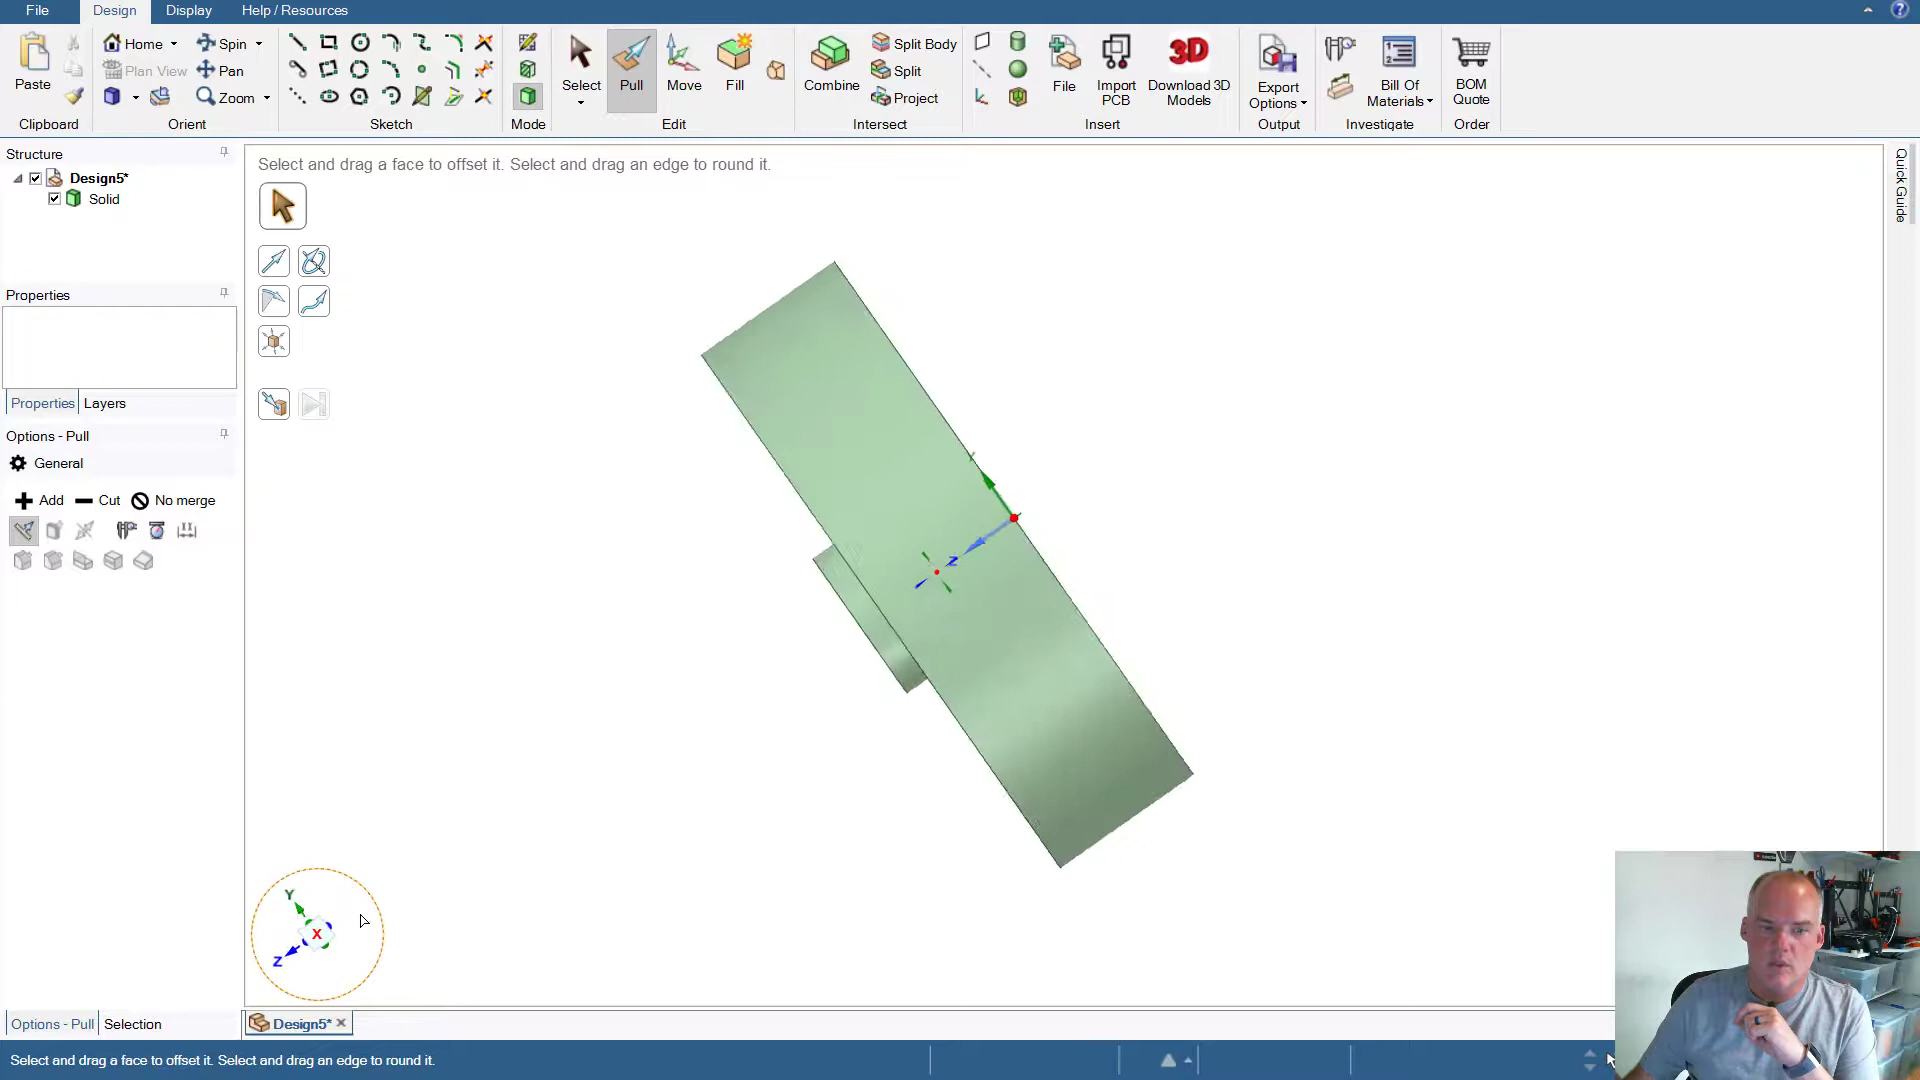 File Design Display Help / Resources
Paste
Home Spin
Plan View Pan
Zoom
Select Pull Move Fill
Combine
Split Body
Split
Project
File Import PCB Download 3D Models
3D
Export Options
Bill Of Materials
BOM Quote
Clipboard Orient Sketch Mode Edit Intersect Insert Output Investigate Order
Structure
Design5*
Solid
Properties
Properties Layers
Options - Pull
General
Add Cut No merge
Select and drag a face to offset it. Select and drag an edge to round it.
Quick Guide
Z
Y
X
Z
Options - Pull Selection
Design5*
Select and drag a face to offset it. Select and drag an edge to round it.